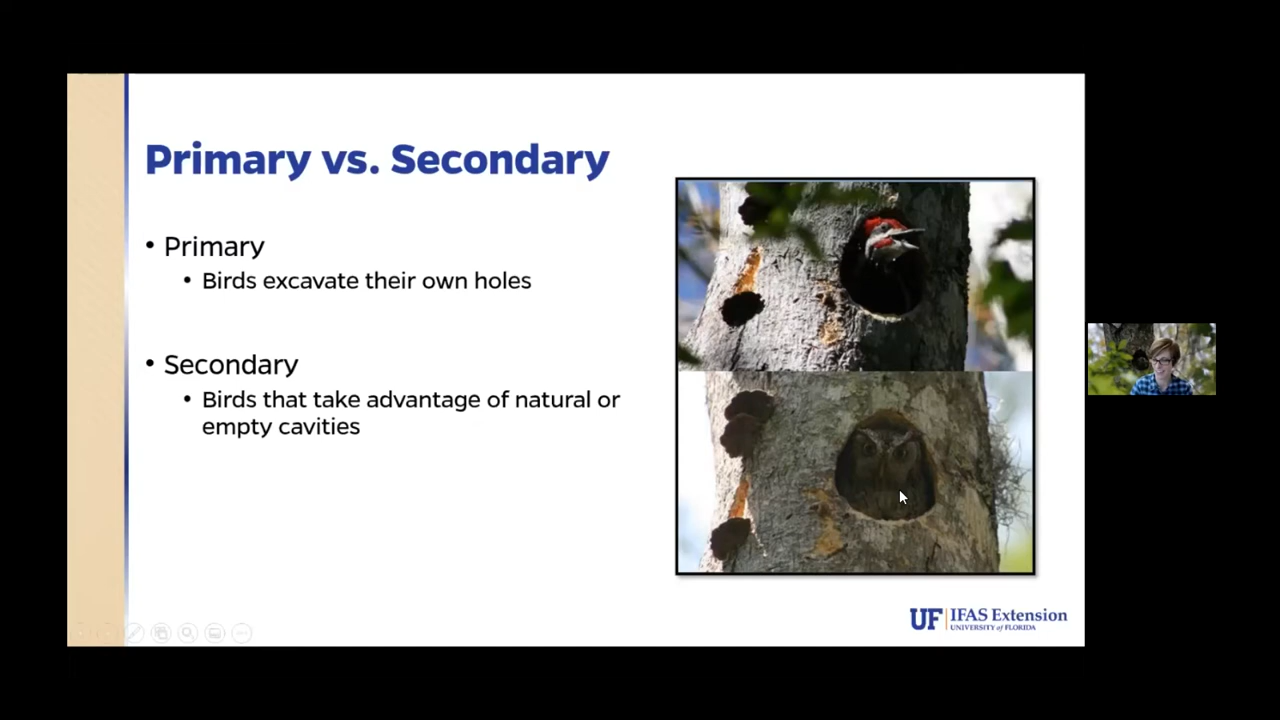 Primary vs. Secondary
• Primary
• Birds excavate their own holes
• Secondary
• Birds that take advantage of natural or
empty cavities
UF IFAS Extension
UNIVERSITY of FLORIDA